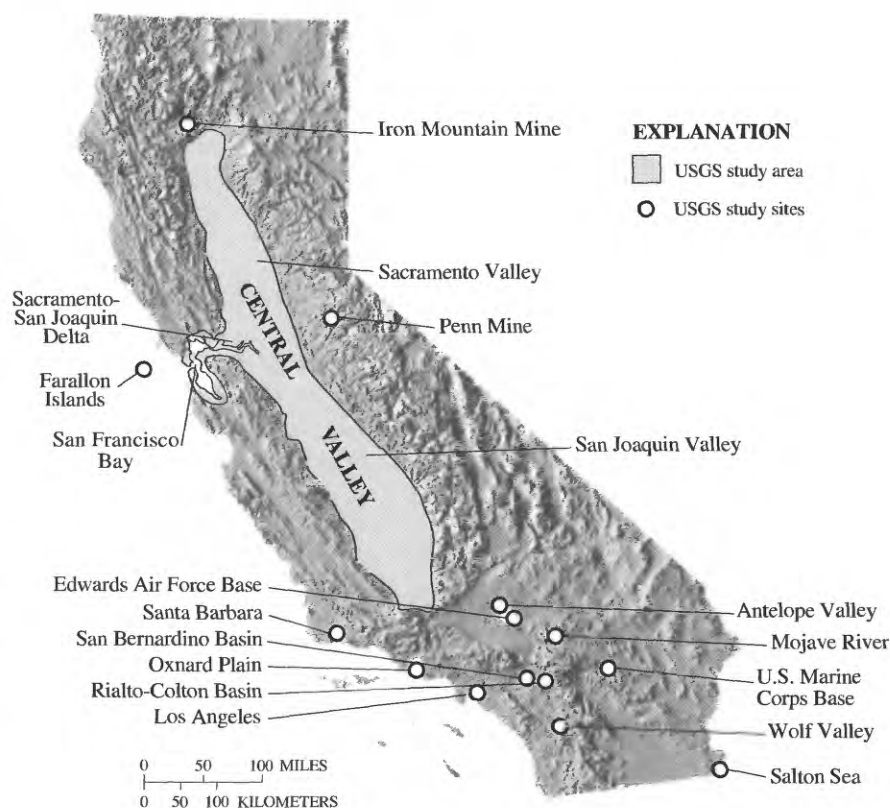 Iron Mountain Mine
EXPLANATION
USGS study area
USGS study sites
Sacramento Valley
Sacramento-
San Joaquin
Delta
CENTRAL
Penn Mine
Farallon
Islands
San Francisco
Bay
San Joaquin Valley
VALLEY
Edwards Air Force Base
Santa Barbara
San Bernardino Basin
Oxnard Plain
Rialto-Colton Basin
Los Angeles
Antelope Valley
Mojave River
U.S. Marine
Corps Base
Wolf Valley
Salton Sea
0 50 100 MILES
0 50 100 KILOMETERS